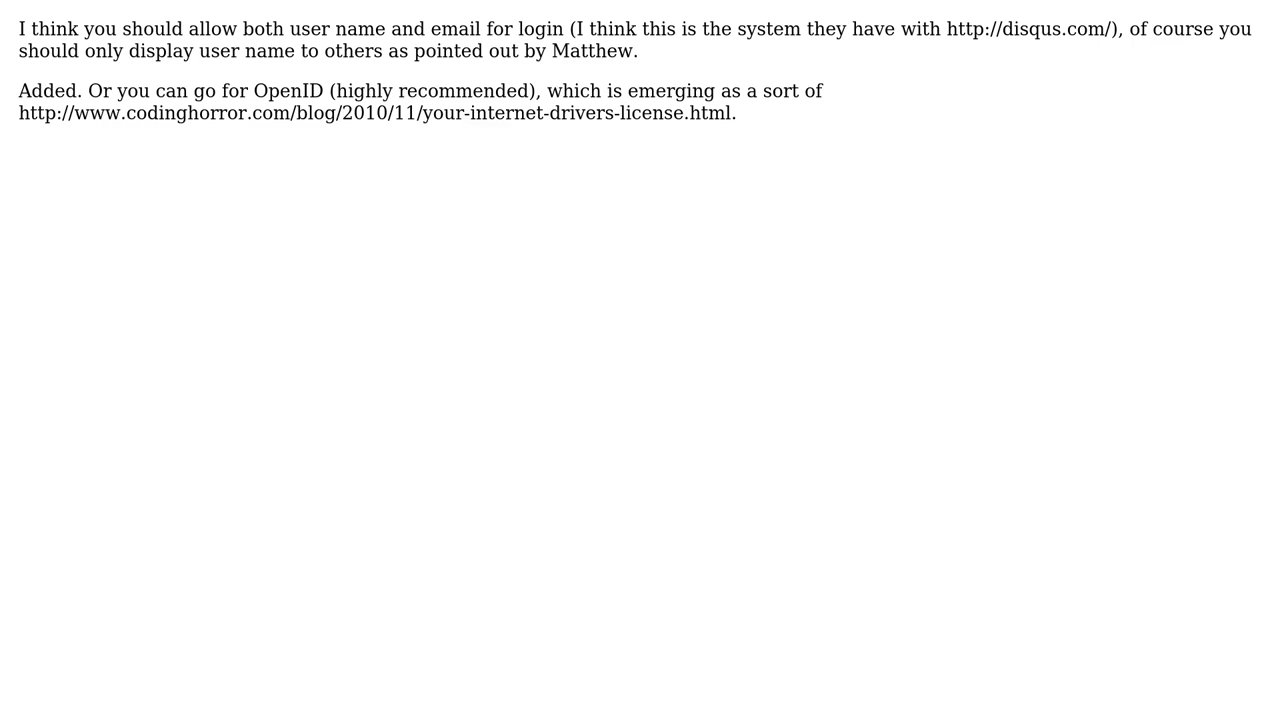 I think you should allow both user name and email for login (I think this is the system they have with http://disqus.com/), of course you
should only display user name to others as pointed out by Matthew.
Added. Or you can go for OpenID (highly recommended), which is emerging as a sort of
http://www.codinghorror.com/blog/2010/11/your-internet-drivers-license.html.